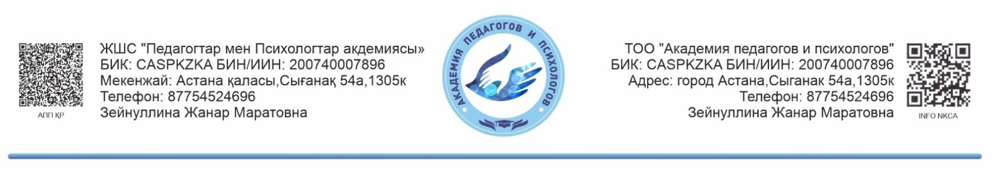 ЖШС "Педагогтар мен Психологтар акдемиясы»
БИК: CASPKZKA БИН/ИИН: 200740007896
Мекенжай: Астана қаласы,Сығанақ 54а,1305к
Телефон: 87754524696
Зейнуллина Жанар Маратовна
АПП ҚР
АКАДЕМИЯ ПЕДАГОГОВ И ПСИХОЛОГОВ
ТОО "Академия педагогов и психологов"
БИК: CASPKZKA БИН/ИИН: 200740007896
Адрес: город Астана,Сыганак 54а,1305к
Телефон: 87754524696
Зейнуллина Жанар Маратовна
INFO NKCA